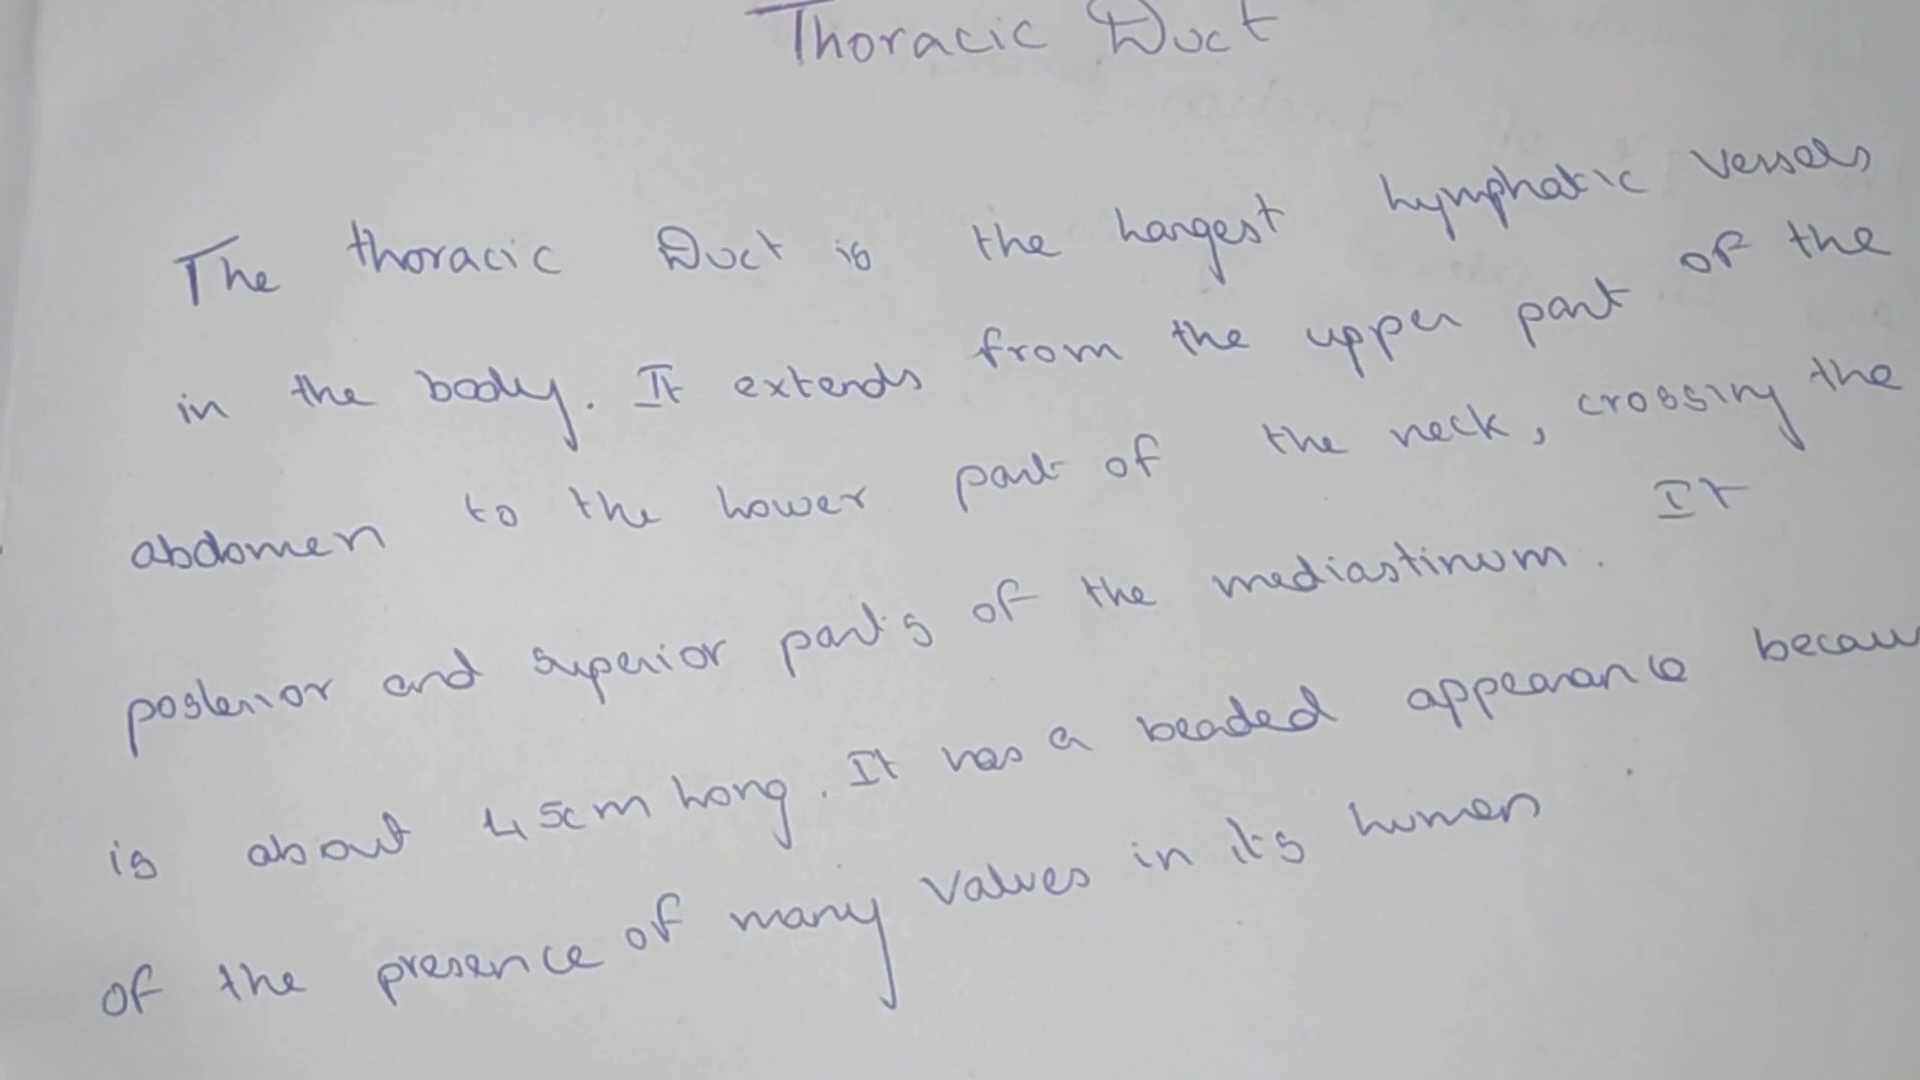 Thoracic Duct
The thoracic Duct is the largest lymphatic vessels
in the body. It extends from the upper part of the
abdomen to the lower part of the neck, crossing the
posterior and superior parts of the mediastinum. It
is about 45cm long. It has a beaded appearance becau
of the presence of many valves in its lumen